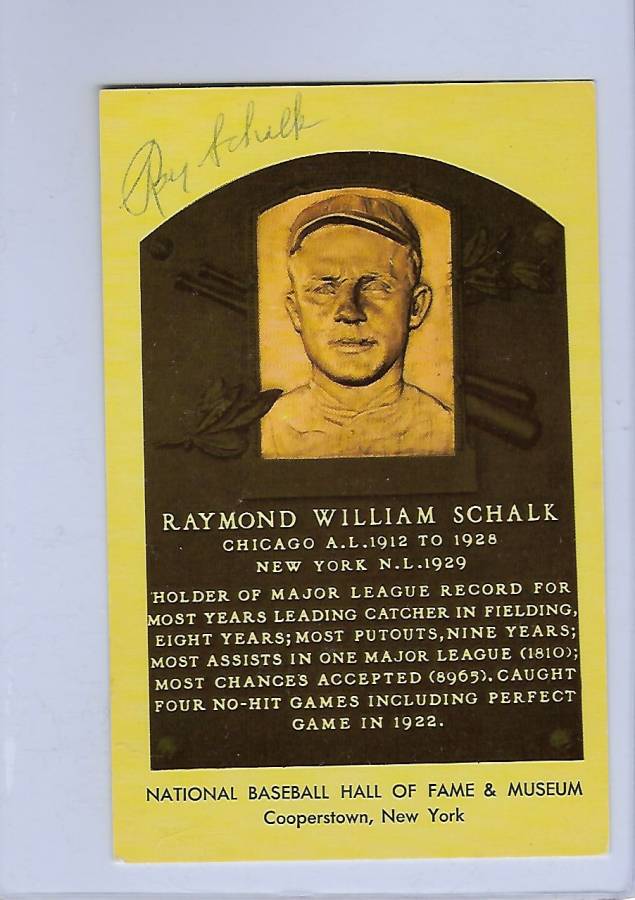 Ray Schalk
RAYMOND WILLIAM SCHALK
CHICAGO A.L.1912 TO 1928
NEW YORK N.L.1929
HOLDER OF MAJOR LEAGUE RECORD FOR
MOST YEARS LEADING CATCHER IN FIELDING,
EIGHT YEARS; MOST PUTOUTS, NINE YEARS;
MOST ASSISTS IN ONE MAJOR LEAGUE (1810);
MOST CHANCES ACCEPTED (8965). CAUGHT
FOUR NO-HIT GAMES INCLUDING PERFECT
GAME IN 1922.
NATIONAL BASEBALL HALL OF FAME & MUSEUM
Cooperstown, New York